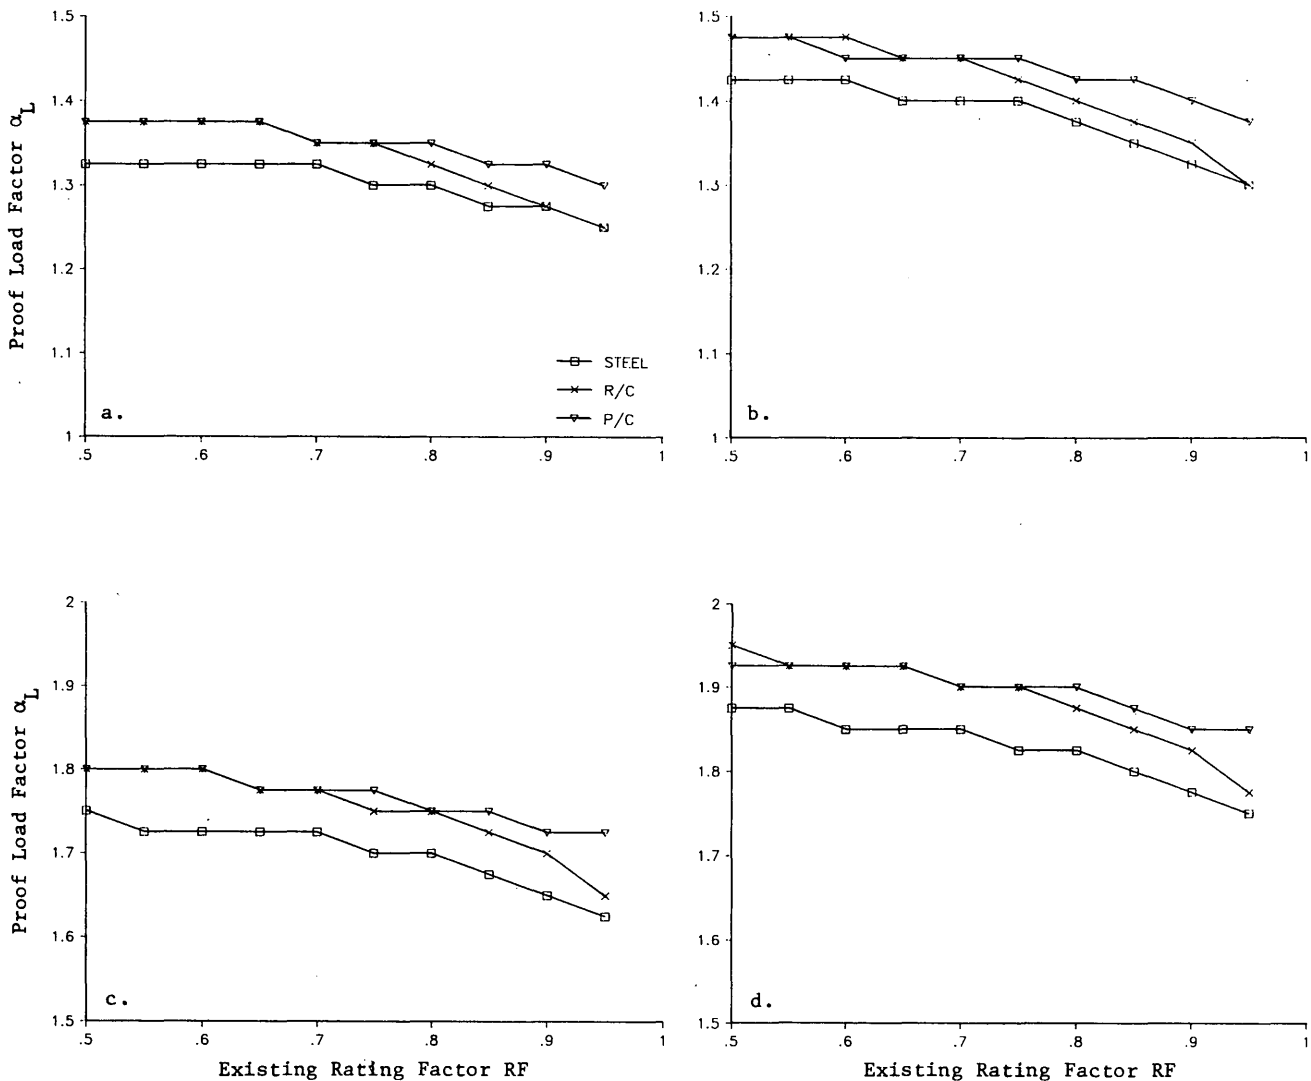 1.5
1.4
1.3
1.2
1.1
1
Proof Load Factor αL
STEEL
R/C
P/C
a.
.5 .6 .7 .8 .9 1
1.5
1.4
1.3
1.2
1.1
1
b.
.5 .6 .7 .8 .9 1
2
1.9
1.8
1.7
1.6
1.5
Proof Load Factor αL
c.
.5 .6 .7 .8 .9 1
Existing Rating Factor RF
2
1.9
1.8
1.7
1.6
1.5
d.
.5 .6 .7 .8 .9 1
Existing Rating Factor RF